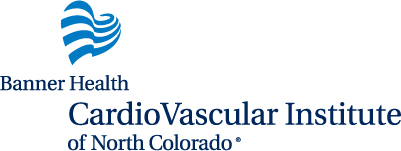 Banner Health
CardioVascular Institute
of North Colorado®